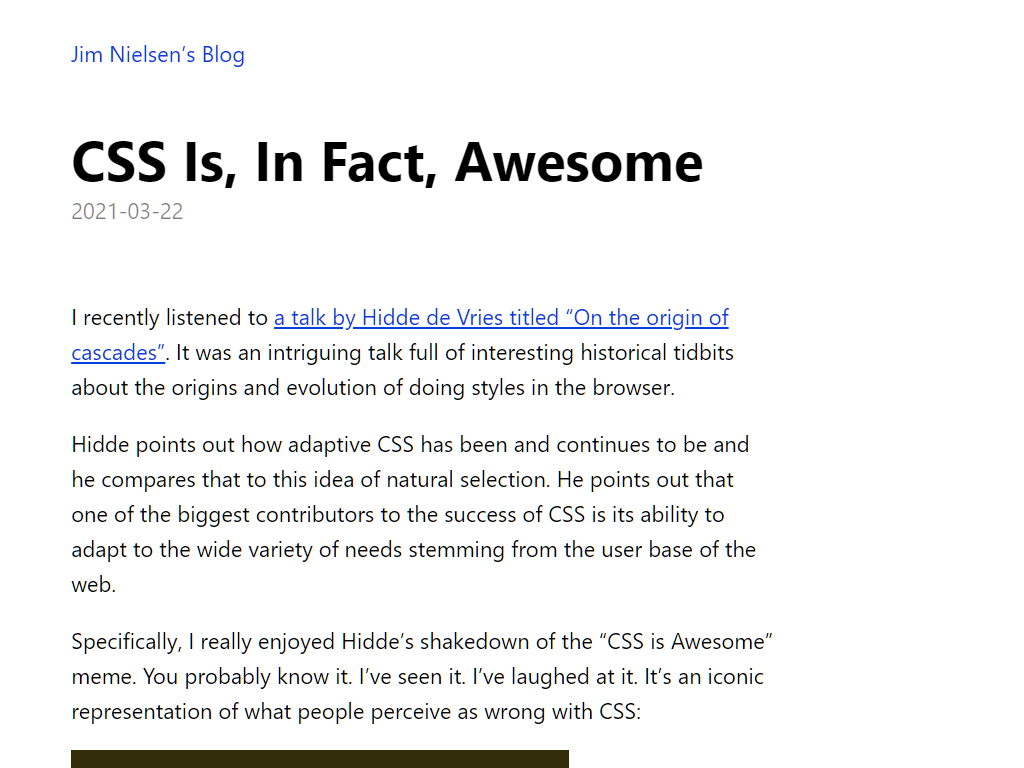 Jim Nielsen’s Blog
CSS Is, In Fact, Awesome
2021-03-22
I recently listened to a talk by Hidde de Vries titled “On the origin of
cascades”. It was an intriguing talk full of interesting historical tidbits
about the origins and evolution of doing styles in the browser.
Hidde points out how adaptive CSS has been and continues to be and
he compares that to this idea of natural selection. He points out that
one of the biggest contributors to the success of CSS is its ability to
adapt to the wide variety of needs stemming from the user base of the
web.
Specifically, I really enjoyed Hidde’s shakedown of the “CSS is Awesome”
meme. You probably know it. I’ve seen it. I’ve laughed at it. It’s an iconic
representation of what people perceive as wrong with CSS: